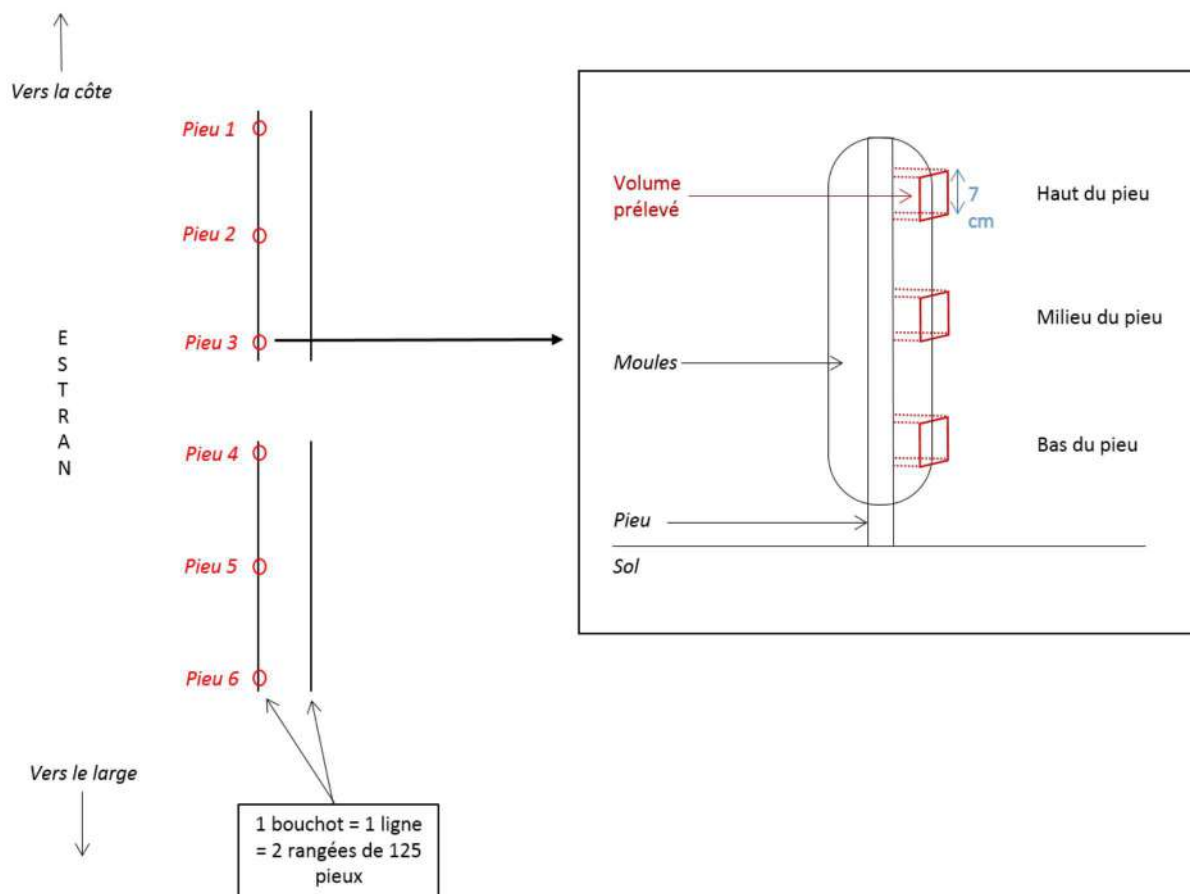 Vers la côte
Pieu 1
Pieu 2
Pieu 3
E
S
T
R
A
N
Pieu 4
Pieu 5
Pieu 6
Vers le large
1 bouchot = 1 ligne
= 2 rangées de 125
pieux
Volume
prélevé
7
cm
Haut du pieu
Milieu du pieu
Moules
Bas du pieu
Pieu
Sol